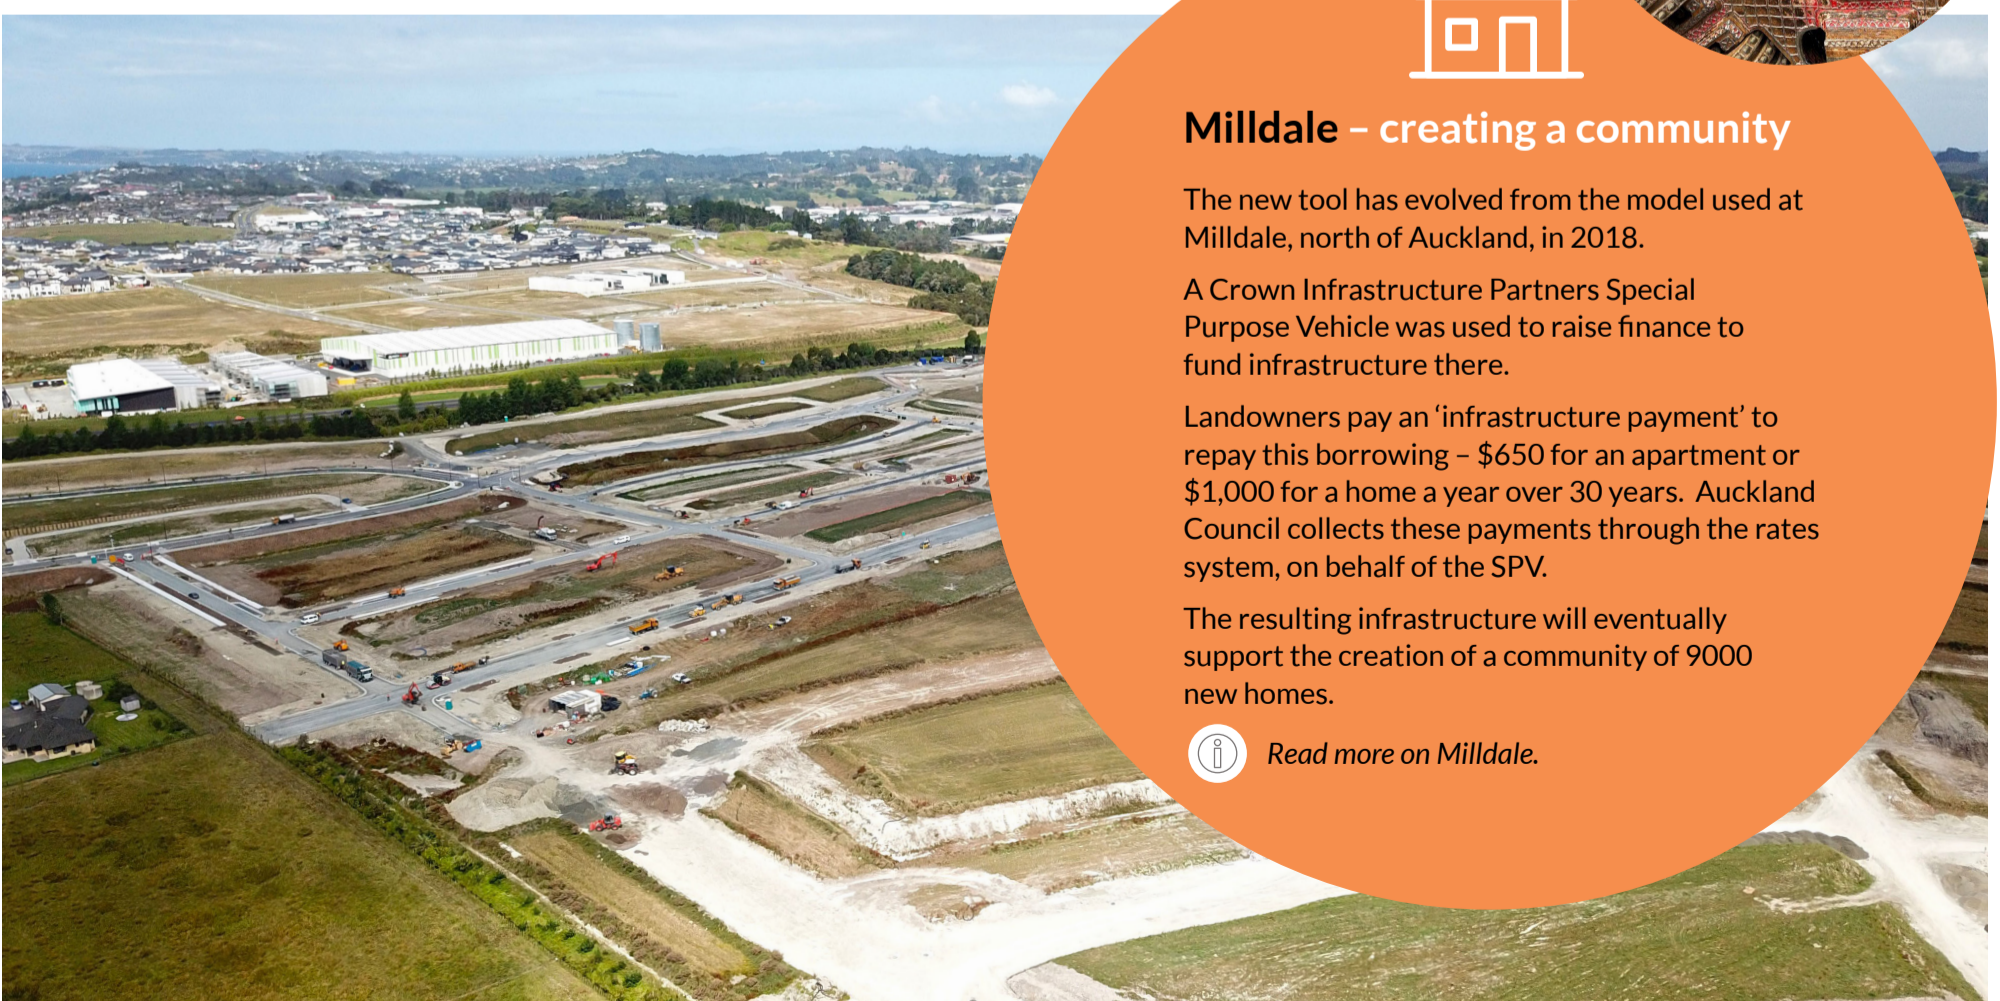 Milldale – creating a community
The new tool has evolved from the model used at
Milldale, north of Auckland, in 2018.
A Crown Infrastructure Partners Special
Purpose Vehicle was used to raise finance to
fund infrastructure there.
Landowners pay an ‘infrastructure payment’ to
repay this borrowing – $650 for an apartment or
$1,000 for a home a year over 30 years.  Auckland
Council collects these payments through the rates
system, on behalf of the SPV.
The resulting infrastructure will eventually
support the creation of a community of 9000
new homes.
Read more on Milldale.